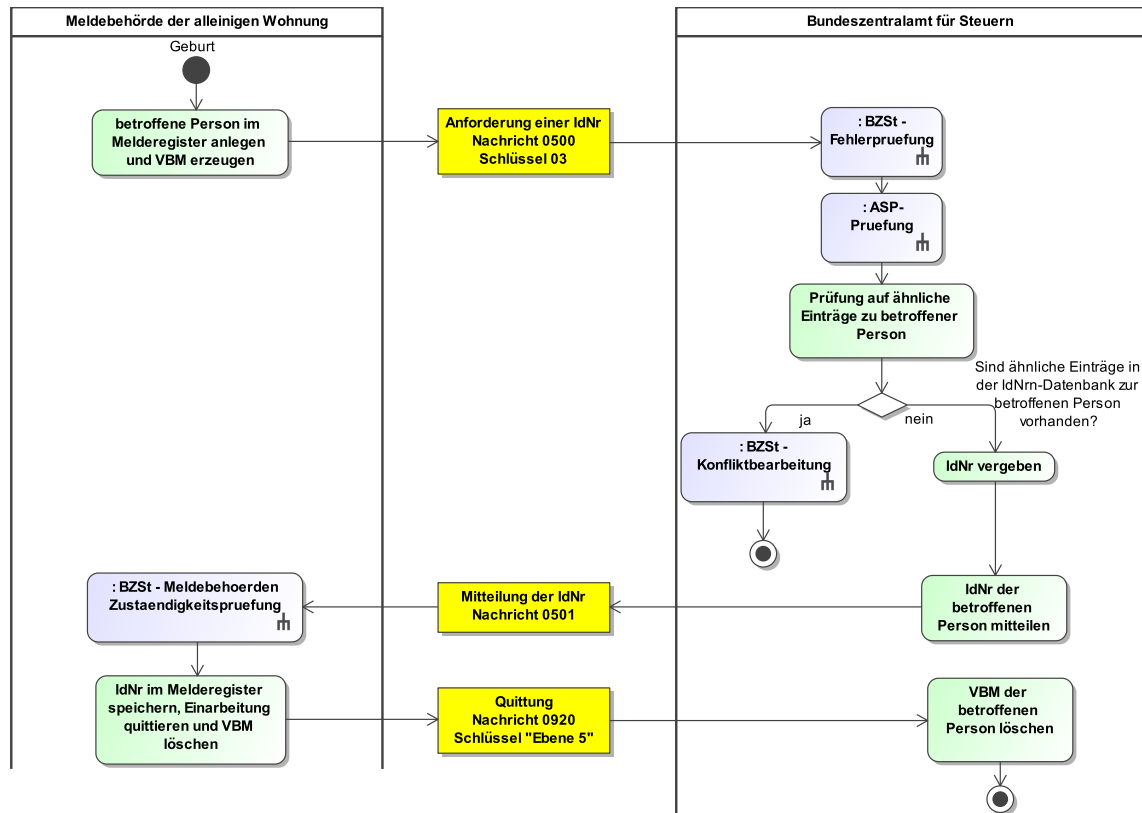 Meldebehörde der alleinigen Wohnung
Bundeszentralamt für Steuern
Geburt
betroffene Person im
Melderegister anlegen
und VBM erzeugen
Anforderung einer IdNr
Nachricht 0500
Schlüssel 03
: BZSt -
Fehlerpruefung
: ASP-
Pruefung
Prüfung auf ähnliche
Einträge zu betroffener
Person
Sind ähnliche Einträge in
der IdNrn-Datenbank zur
betroffenen Person
vorhanden?
ja
nein
: BZSt -
Konfliktbearbeitung
IdNr vergeben
IdNr der
betroffenen
Person mitteilen
Mitteilung der IdNr
Nachricht 0501
: BZSt - Meldebehoerden
Zustaendigkeitspruefung
IdNr im Melderegister
speichern, Einarbeitung
quittieren und VBM
löschen
Quittung
Nachricht 0920
Schlüssel "Ebene 5"
VBM der
betroffenen
Person löschen